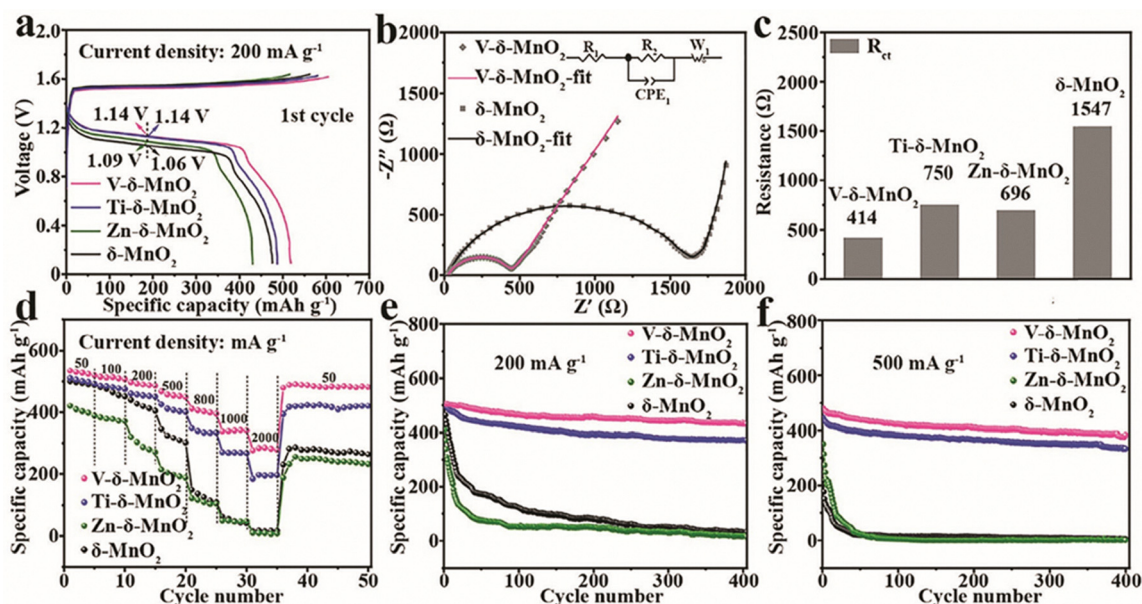 a
Current density: 200 mA g⁻¹
1st cycle
1.14 V
1.14 V
1.09 V
1.06 V
V-δ-MnO₂
Ti-δ-MnO₂
Zn-δ-MnO₂
δ-MnO₂
Voltage (V)
2.0
1.6
1.2
0.8
0.4
0
0 100 200 300 400 500 600 700
Specific capacity (mAh g⁻¹)
b
V-δ-MnO₂
V-δ-MnO₂-fit
δ-MnO₂
δ-MnO₂-fit
R₁ R₂ W₁
CPE₁
-Z'' (Ω)
2000
1500
1000
500
0
0 500 1000 1500 2000
Z' (Ω)
c
R_ct
V-δ-MnO₂
414
Ti-δ-MnO₂
750
Zn-δ-MnO₂
696
δ-MnO₂
1547
Resistance (Ω)
2500
2000
1500
1000
500
0
d
Current density: mA g⁻¹
50 100 200 500 800 1000 2000 50
V-δ-MnO₂
Ti-δ-MnO₂
Zn-δ-MnO₂
δ-MnO₂
Specific capacity (mAh g⁻¹)
600
400
200
0
0 10 20 30 40 50
Cycle number
e
200 mA g⁻¹
V-δ-MnO₂
Ti-δ-MnO₂
Zn-δ-MnO₂
δ-MnO₂
Specific capacity (mAh g⁻¹)
800
600
400
200
0
0 100 200 300 400
Cycle number
f
500 mA g⁻¹
V-δ-MnO₂
Ti-δ-MnO₂
Zn-δ-MnO₂
δ-MnO₂
Specific capacity (mAh g⁻¹)
800
600
400
200
0
0 100 200 300 400
Cycle number